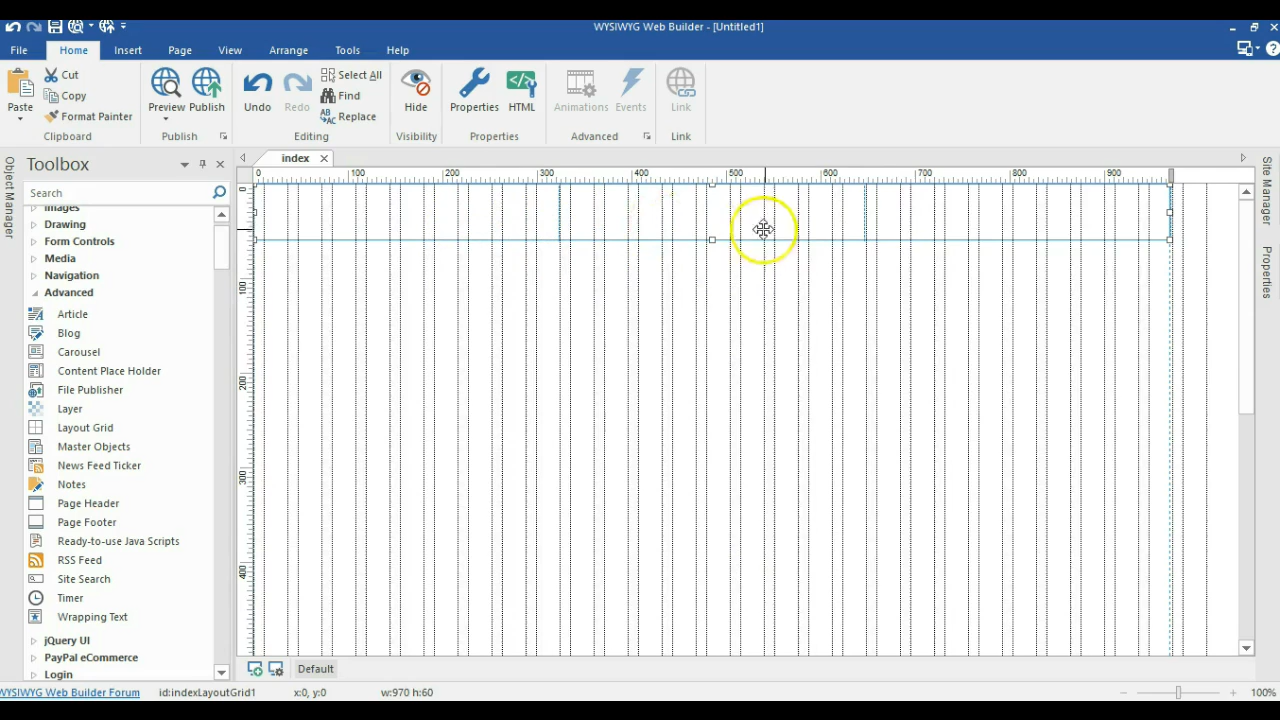 WYSIWYG Web Builder - [Untitled1]
File Home Insert Page View Arrange Tools Help
Paste
Cut
Copy
Format Painter
Clipboard
Preview
Publish
Publish
Undo
Redo
Select All
Find
Replace
Editing
Hide
Visibility
Properties
HTML
Properties
Animations
Events
Advanced
Link
Link
Object Manager
Toolbox
Search
Images
Drawing
Form Controls
Media
Navigation
Advanced
Article
Blog
Carousel
Content Place Holder
File Publisher
Layer
Layout Grid
Master Objects
News Feed Ticker
Notes
Page Header
Page Footer
Ready-to-use Java Scripts
RSS Feed
Site Search
Timer
Wrapping Text
jQuery UI
PayPal eCommerce
Login
index
0 100 200 300 400 500 600 700 800 900
0
100
200
300
400
Site Manager
Properties
Default
WYSIWYG Web Builder Forum id:indexLayoutGrid1 x:0, y:0 w:970 h:60 100%